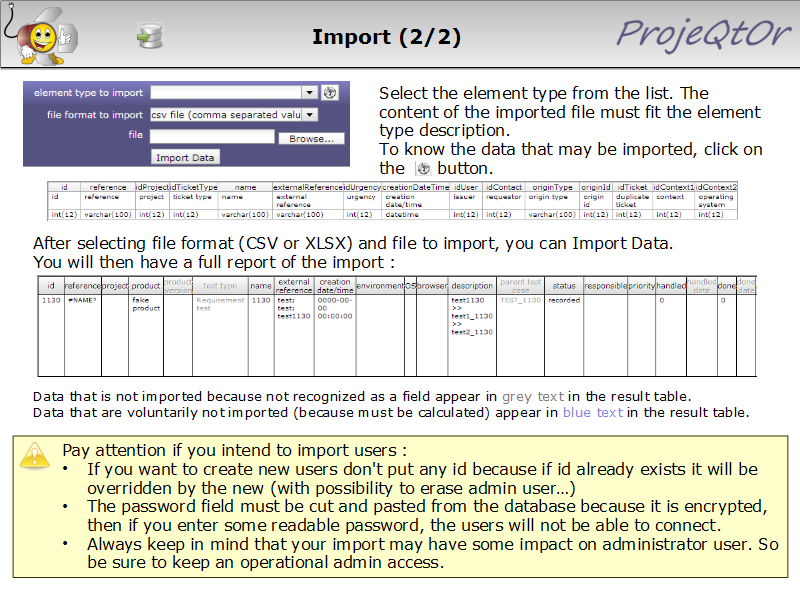 Import (2/2)
ProjeQtOr
element type to import
file format to import csv file (comma separated valu
file Browse...
Import Data
Select the element type from the list. The
content of the imported file must fit the element
type description.
To know the data that may be imported, click on
the button.
id reference idProject idTicketType name externalReference idUrgency creationDateTime idUser idContact originType originId idTicket idContext1 idContext2
id reference project ticket type name external reference urgency creation date/time issuer requestor origin type origin id duplicate ticket context operating system
int(12) varchar(100) int(12) int(12) varchar(100) varchar(100) int(12) datetime int(12) int(12) varchar(100) int(12) int(12) int(12) int(12)
After selecting file format (CSV or XLSX) and file to import, you can Import Data.
You will then have a full report of the import :
id reference project product product version test type name external reference creation date/time environment OS browser description parent test case status responsible priority handled handled date done done date
1130 #NAME? fake product Requirement test 1130 test: test: test1130 0000-00-00 00:00:00 test1130 >> test1_1130 >> test2_1130 TEST_1130 recorded 0 0
Data that is not imported because not recognized as a field appear in grey text in the result table.
Data that are voluntarily not imported (because must be calculated) appear in blue text in the result table.
Pay attention if you intend to import users :
• If you want to create new users don't put any id because if id already exists it will be
overridden by the new (with possibility to erase admin user…)
• The password field must be cut and pasted from the database because it is encrypted,
then if you enter some readable password, the users will not be able to connect.
• Always keep in mind that your import may have some impact on administrator user. So
be sure to keep an operational admin access.